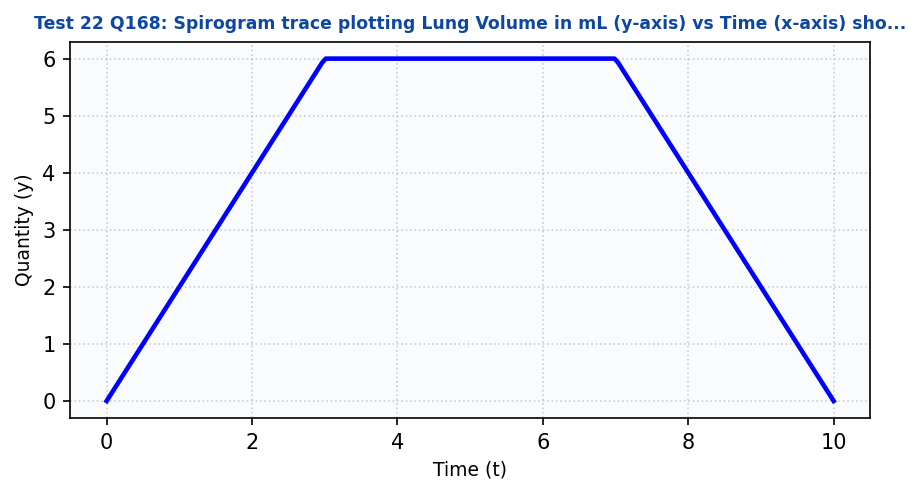 Test 22 Q168: Spirogram trace plotting Lung Volume in mL (y-axis) vs Time (x-axis) sho...
6
5
4
3
2
1
0
Quantity (y)
0 2 4 6 8 10
Time (t)